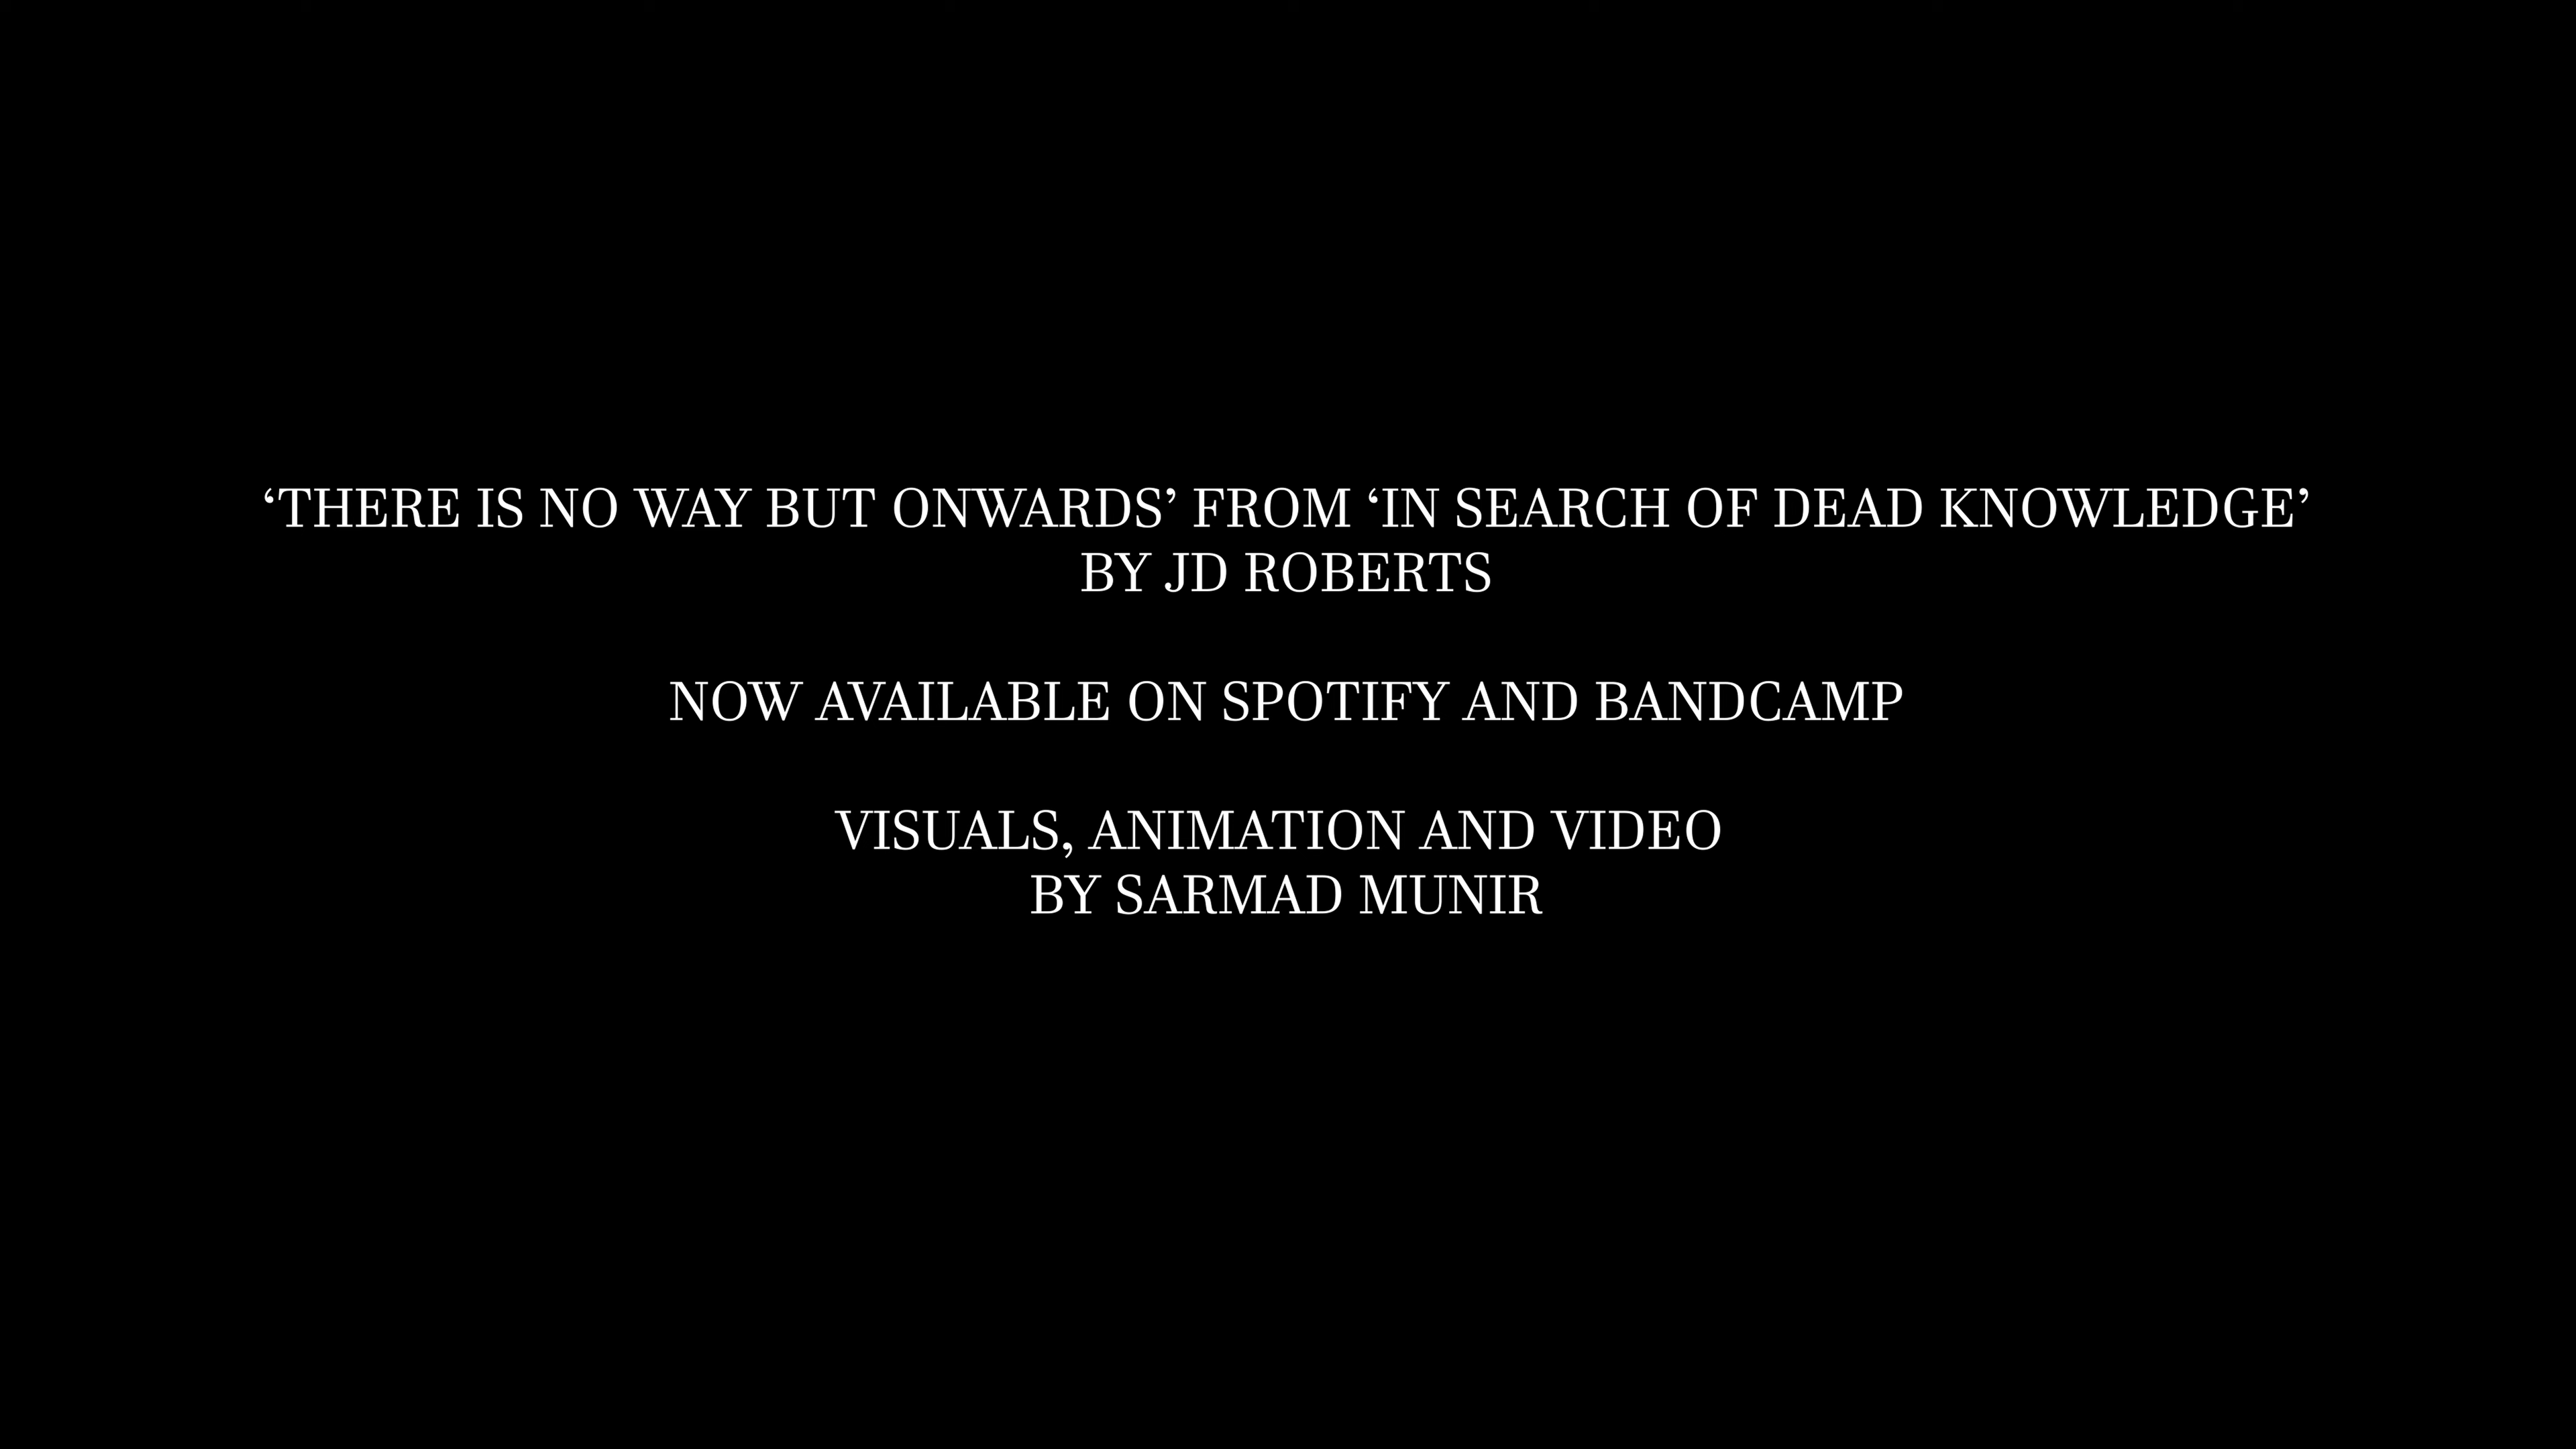 ‘THERE IS NO WAY BUT ONWARDS’ FROM ‘IN SEARCH OF DEAD KNOWLEDGE’
BY JD ROBERTS
NOW AVAILABLE ON SPOTIFY AND BANDCAMP
VISUALS, ANIMATION AND VIDEO
BY SARMAD MUNIR